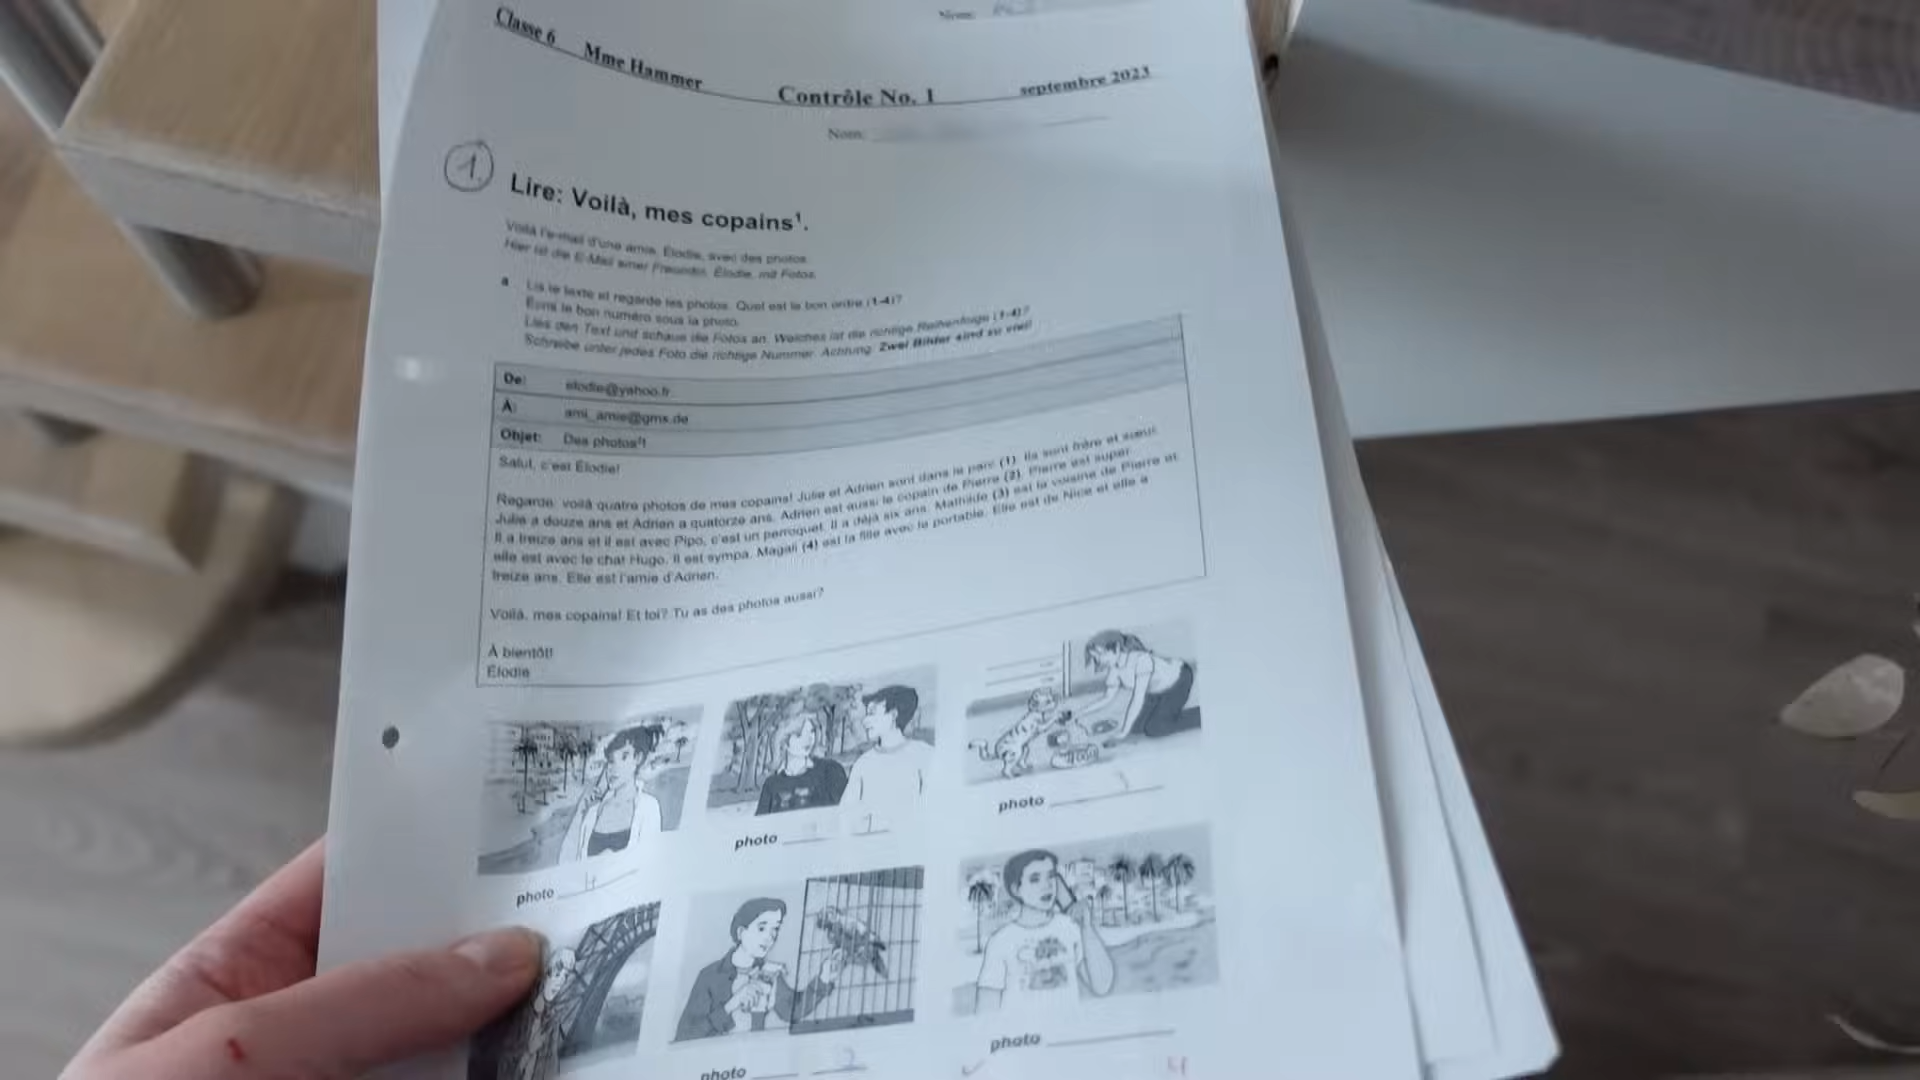 Nom:
Classe 6 Mme Hammer Contrôle No. 1 septembre 2023
Nom:
1.
Lire: Voilà, mes copains¹.
Voilà l'e-mail d'une amie, Élodie, avec des photos.
Hier ist die E-Mail einer Freundin, Élodie, mit Fotos.
a Lis le texte et regarde les photos. Quel est le bon ordre (1-4)?
Écris le bon numéro sous la photo.
Lies den Text und schaue die Fotos an. Welches ist die richtige Reihenfolge (1-4)?
Schreibe unter jedes Foto die richtige Nummer. Achtung: Zwei Bilder sind zu viel!
De: elodie@yahoo.fr
À: ami_amie@gmx.de
Objet: Des photos²!
Salut, c'est Élodie!
Regarde: voilà quatre photos de mes copains! Julie et Adrien sont dans le parc (1). Ils sont frère et sœur.
Julie a douze ans et Adrien a quatorze ans. Adrien est aussi le copain de Pierre (2). Pierre est super.
Il a treize ans et il est avec Pipo, c'est un perroquet. Il a déjà six ans. Mathilde (3) est la voisine de Pierre et
elle est avec le chat Hugo. Il est sympa. Magali (4) est la fille avec le portable. Elle est de Nice et elle a
treize ans. Elle est l'amie d'Adrien.
Voilà, mes copains! Et toi? Tu as des photos aussi?
À bientôt!
Élodie
photo 4
photo 1
photo
photo 2
photo
4